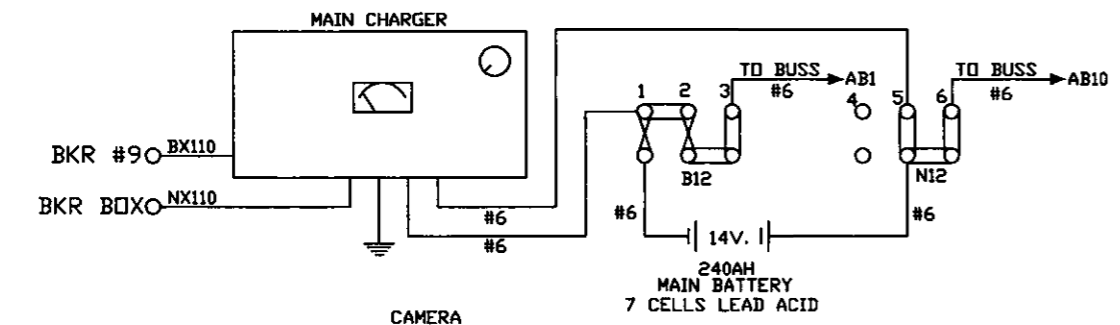 MAIN CHARGER
TO BUSS
#6
AB1
TO BUSS
#6
AB10
1
2
3
4
5
6
BKR #9
BX110
B12
N12
BKR BOX
NX110
#6
#6
#6
#6
14V.
240AH
MAIN BATTERY
7 CELLS LEAD ACID
CAMERA